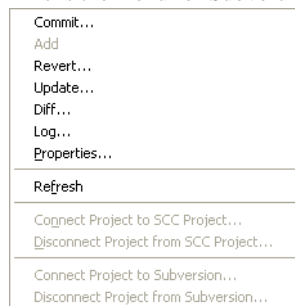 Commit...
Add
Revert...
Update...
Diff...
Log...
Properties...
Refresh
Connect Project to SCC Project...
Disconnect Project from SCC Project...
Connect Project to Subversion...
Disconnect Project from Subversion...